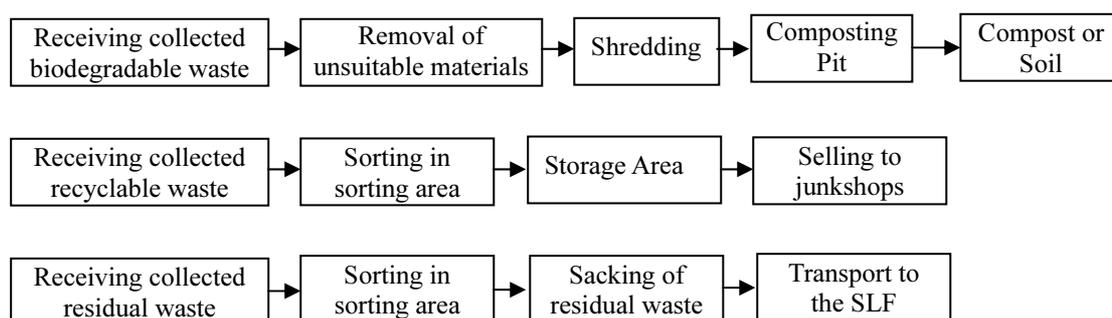 Receiving collected
biodegradable waste
Removal of
unsuitable materials
Shredding
Composting
Pit
Compost or
Soil
Receiving collected
recyclable waste
Sorting in
sorting area
Storage Area
Selling to
junkshops
Receiving collected
residual waste
Sorting in
sorting area
Sacking of
residual waste
Transport to
the SLF